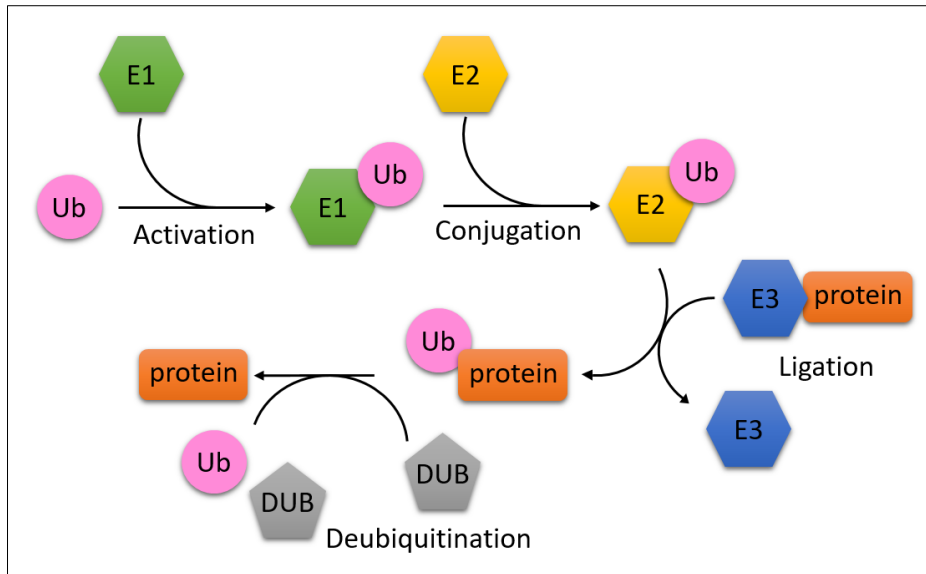 E1
E2
Ub
E1
Ub
E2
Ub
Activation
Conjugation
E3
protein
Ub
protein
Ligation
protein
E3
Ub
DUB
DUB
Deubiquitination